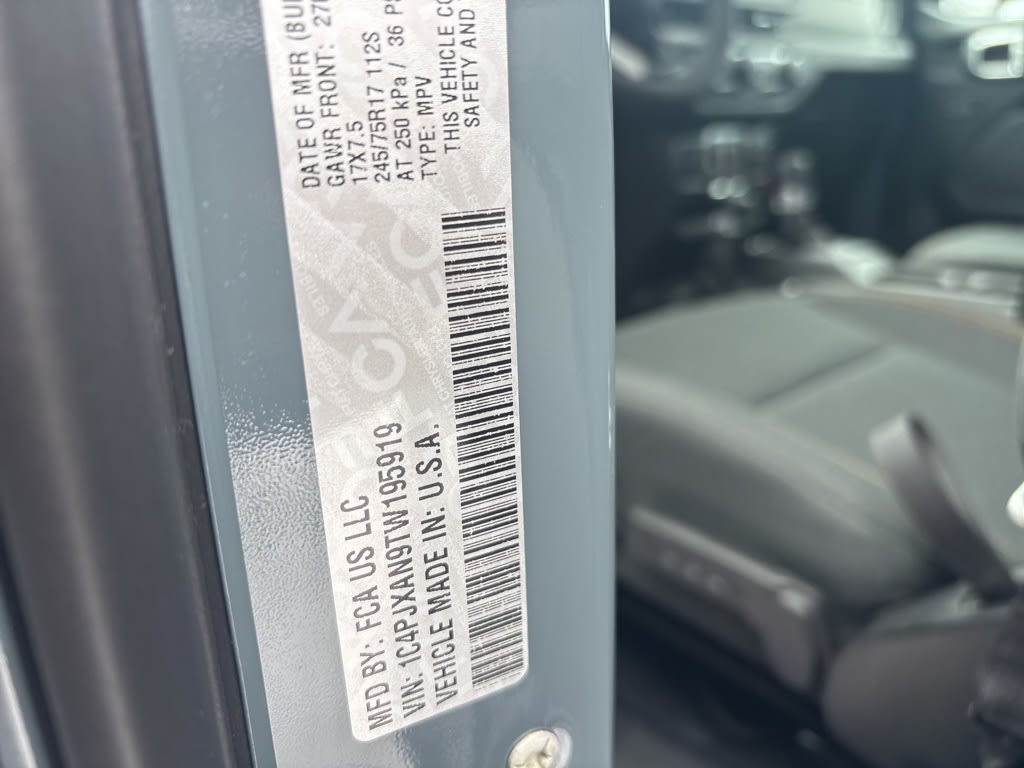 MFD BY: FCA US LLC
DATE OF MFR
VIN: 1C4PJXAN9TW195919
GAWR FRONT:
VEHICLE MADE IN: U.S.A.
17X7.5
245/75R17 112S
AT 250 kPa / 36
TYPE: MPV
THIS VEHICLE
SAFETY AND